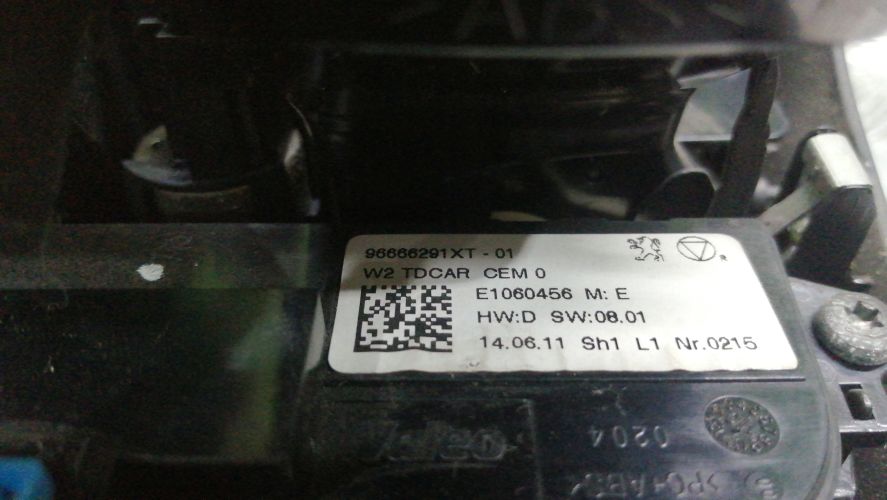 96666291XT - 01
W2 TDCAR CEM 0
E1060456 M: E
HW:D SW:08.01
14.06.11 Sh1 L1 Nr.0215
Valeo
0204